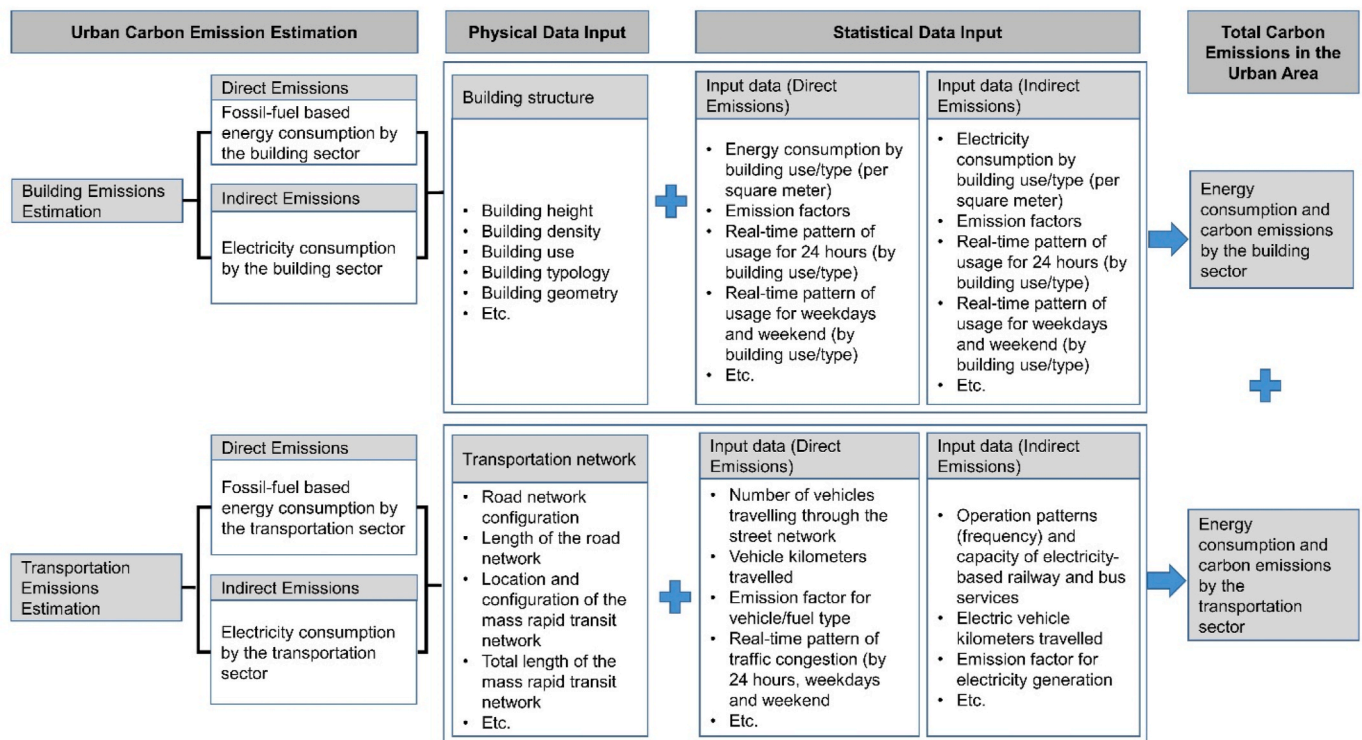 Urban Carbon Emission Estimation
Physical Data Input
Statistical Data Input
Total Carbon
Emissions in the
Urban Area
Building Emissions
Estimation
Direct Emissions
Fossil-fuel based
energy consumption by
the building sector
Indirect Emissions
Electricity consumption
by the building sector
Building structure
• Building height
• Building density
• Building use
• Building typology
• Building geometry
• Etc.
Input data (Direct
Emissions)
• Energy consumption by
building use/type (per
square meter)
• Emission factors
• Real-time pattern of
usage for 24 hours (by
building use/type)
• Real-time pattern of
usage for weekdays
and weekend (by
building use/type)
• Etc.
Input data (Indirect
Emissions)
• Electricity
consumption by
building use/type (per
square meter)
• Emission factors
• Real-time pattern of
usage for 24 hours (by
building use/type)
• Real-time pattern of
usage for weekdays
and weekend (by
building use/type)
• Etc.
Energy
consumption and
carbon emissions
by the building
sector
Transportation
Emissions
Estimation
Direct Emissions
Fossil-fuel based
energy consumption by
the transportation sector
Indirect Emissions
Electricity consumption
by the transportation
sector
Transportation network
• Road network
configuration
• Length of the road
network
• Location and
configuration of the
mass rapid transit
network
• Total length of the
mass rapid transit
network
• Etc.
Input data (Direct
Emissions)
• Number of vehicles
travelling through the
street network
• Vehicle kilometers
travelled
• Emission factor for
vehicle/fuel type
• Real-time pattern of
traffic congestion (by
24 hours, weekdays
and weekend
• Etc.
Input data (Indirect
Emissions)
• Operation patterns
(frequency) and
capacity of electricity-
based railway and bus
services
• Electric vehicle
kilometers travelled
• Emission factor for
electricity generation
• Etc.
Energy
consumption and
carbon emissions
by the
transportation
sector